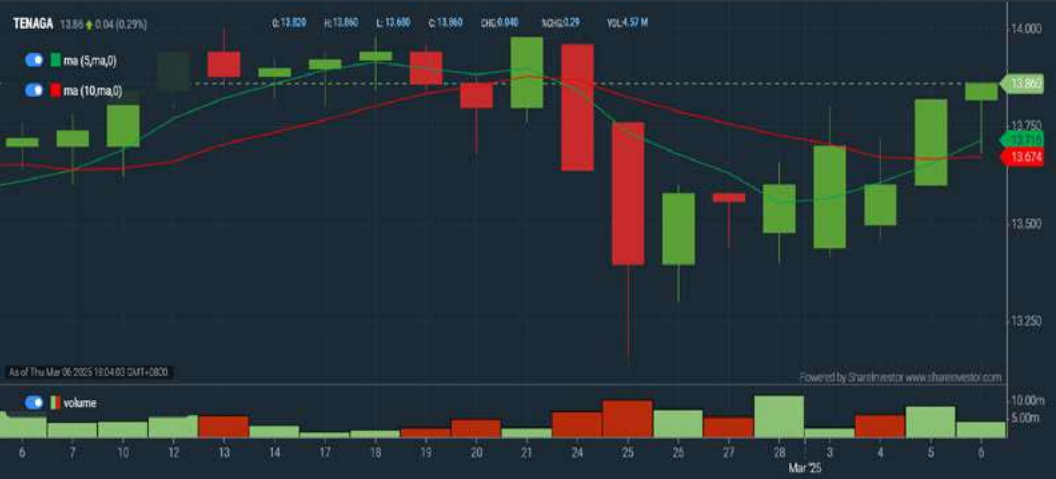 TENAGA 13.86 0.04 (0.29%) O: 13.820 H: 13.860 L: 13.680 C: 13.860 CHG:0.040 %CHG:0.29 VOL:4.57 M
ma (5,ma,0)
ma (10,ma,0)
14.000
13.860
13.750
13.716
13.674
13.500
13.250
As of Thu Mar 06 2025 19:04:03 GMT+0800
Powered by ShareInvestor www.shareinvestor.com
volume
10.00m
5.00m
6 7 10 12 13 14 17 18 19 20 21 24 25 26 27 28 3 4 5 6
Mar '25